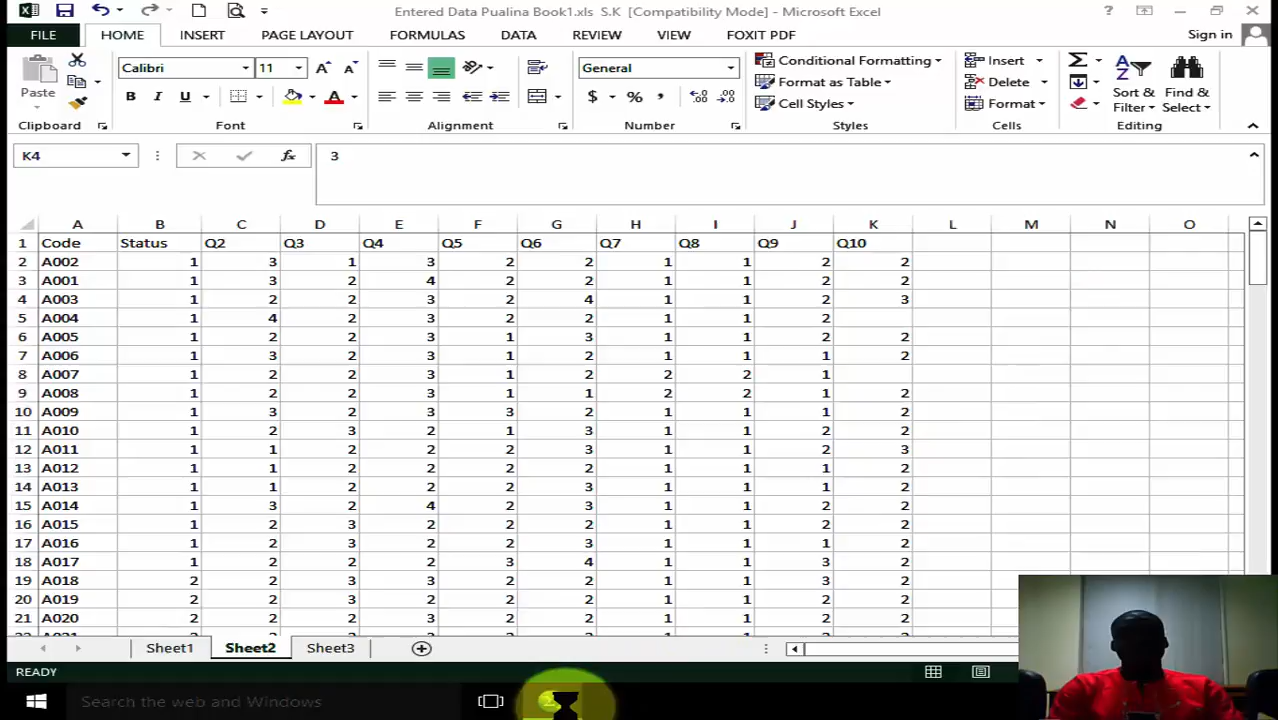 Entered Data Pualina Book1.xls S.K [Compatibility Mode] - Microsoft Excel
FILE HOME INSERT PAGE LAYOUT FORMULAS DATA REVIEW VIEW FOXIT PDF Sign in
Paste Calibri 11 General Conditional Formatting Insert
B I U $ % Format as Table Delete Sort & Filter Find & Select
Cell Styles Format
Clipboard Font Alignment Number Styles Cells Editing
K4 fx 3
A B C D E F G H I J K L M N O
1 Code Status Q2 Q3 Q4 Q5 Q6 Q7 Q8 Q9 Q10
2 A002 1 3 1 3 2 2 1 1 2 2
3 A001 1 3 2 4 2 2 1 1 2 2
4 A003 1 2 2 3 2 4 1 1 2 3
5 A004 1 4 2 3 2 2 1 1 2
6 A005 1 2 2 3 1 3 1 1 2 2
7 A006 1 3 2 3 1 2 1 1 1 2
8 A007 1 2 2 3 1 2 2 2 1
9 A008 1 2 2 3 1 1 2 2 1 2
10 A009 1 3 2 3 3 2 1 1 1 2
11 A010 1 2 3 2 1 3 1 1 2 2
12 A011 1 1 2 2 2 3 1 1 2 3
13 A012 1 1 2 2 2 2 1 1 1 2
14 A013 1 1 2 2 2 3 1 1 1 2
15 A014 1 3 2 4 2 3 1 1 2 2
16 A015 1 2 3 2 2 2 1 1 2 2
17 A016 1 2 3 2 2 3 1 1 1 2
18 A017 1 2 2 2 3 4 1 1 3 2
19 A018 2 2 3 3 2 2 1 1 3 2
20 A019 2 2 3 2 2 2 1 1 2 2
21 A020 2 2 2 3 2 2 1 1 2 2
Sheet1 Sheet2 Sheet3
READY
Search the web and Windows